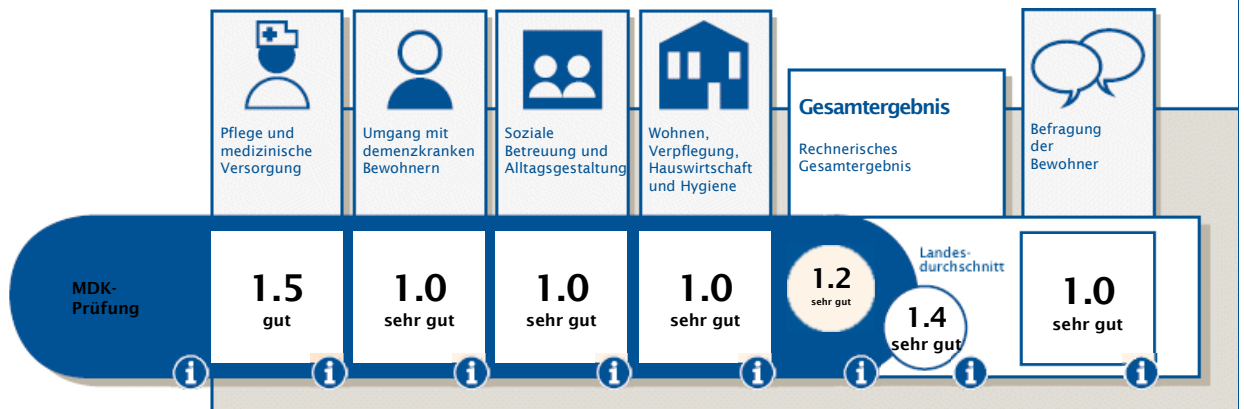 Pflege und
medizinische
Versorgung
Umgang mit
demenzkranken
Bewohnern
Soziale
Betreuung und
Alltagsgestaltung
Wohnen,
Verpflegung,
Hauswirtschaft
und Hygiene
Gesamtergebnis
Rechnerisches
Gesamtergebnis
Befragung
der
Bewohner
MDK-
Prüfung
1.5
gut
1.0
sehr gut
1.0
sehr gut
1.0
sehr gut
1.2
sehr gut
Landes-
durchschnitt
1.4
sehr gut
1.0
sehr gut
i
i
i
i
i
i
i
i